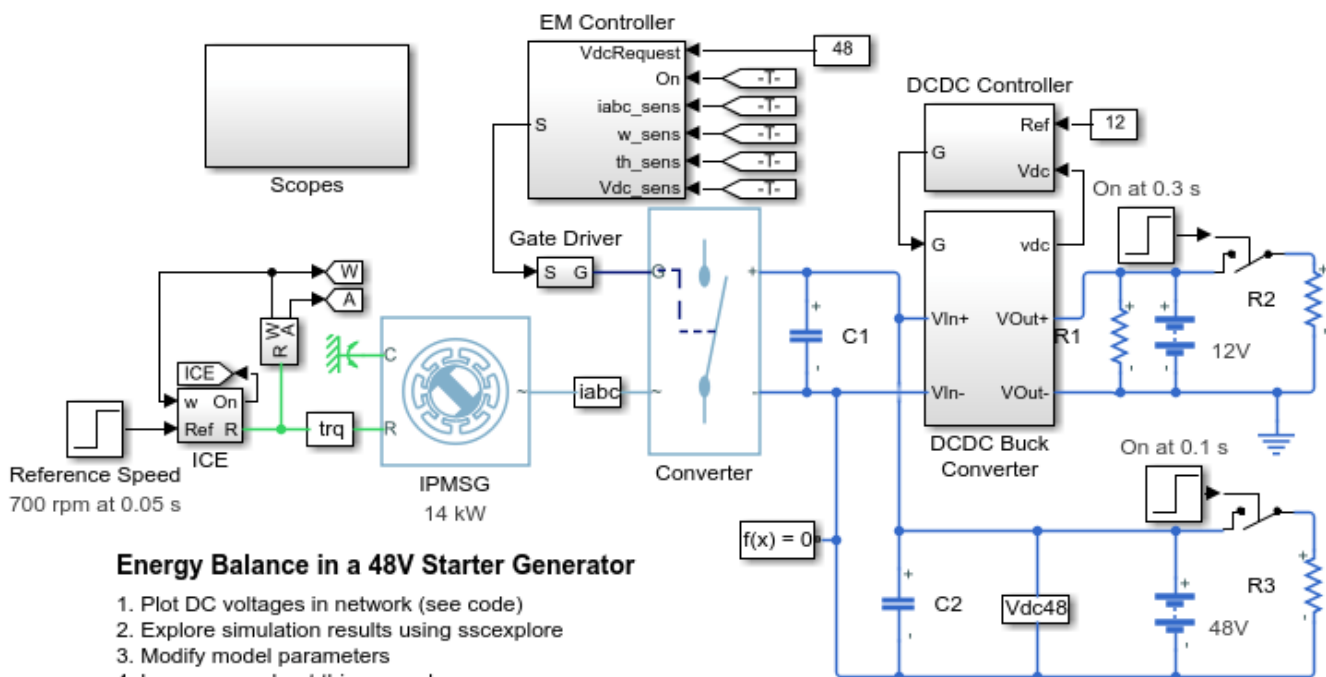 EM Controller
VdcRequest
48
On
-T-
iabc_sens
-T-
S
w_sens
-T-
th_sens
-T-
Vdc_sens
-T-
Scopes
DCDC Controller
Ref
12
G
Vdc
On at 0.3 s
Gate Driver
S G
G
+
~
-
G
vdc
VIn+
VOut+
VIn-
VOut-
DCDC Buck
Converter
C1
+
-
R1
+
-
+
-
12V
R2
+
-
W
A
R W
A
ICE
w On
Ref R
ICE
trq
C
R
~
iabc
Converter
Reference Speed
700 rpm at 0.05 s
IPMSG
14 kW
On at 0.1 s
f(x) = 0
C2
+
-
Vdc48
+
-
48V
R3
+
-
Energy Balance in a 48V Starter Generator
1. Plot DC voltages in network (see code)
2. Explore simulation results using sscexplore
3. Modify model parameters